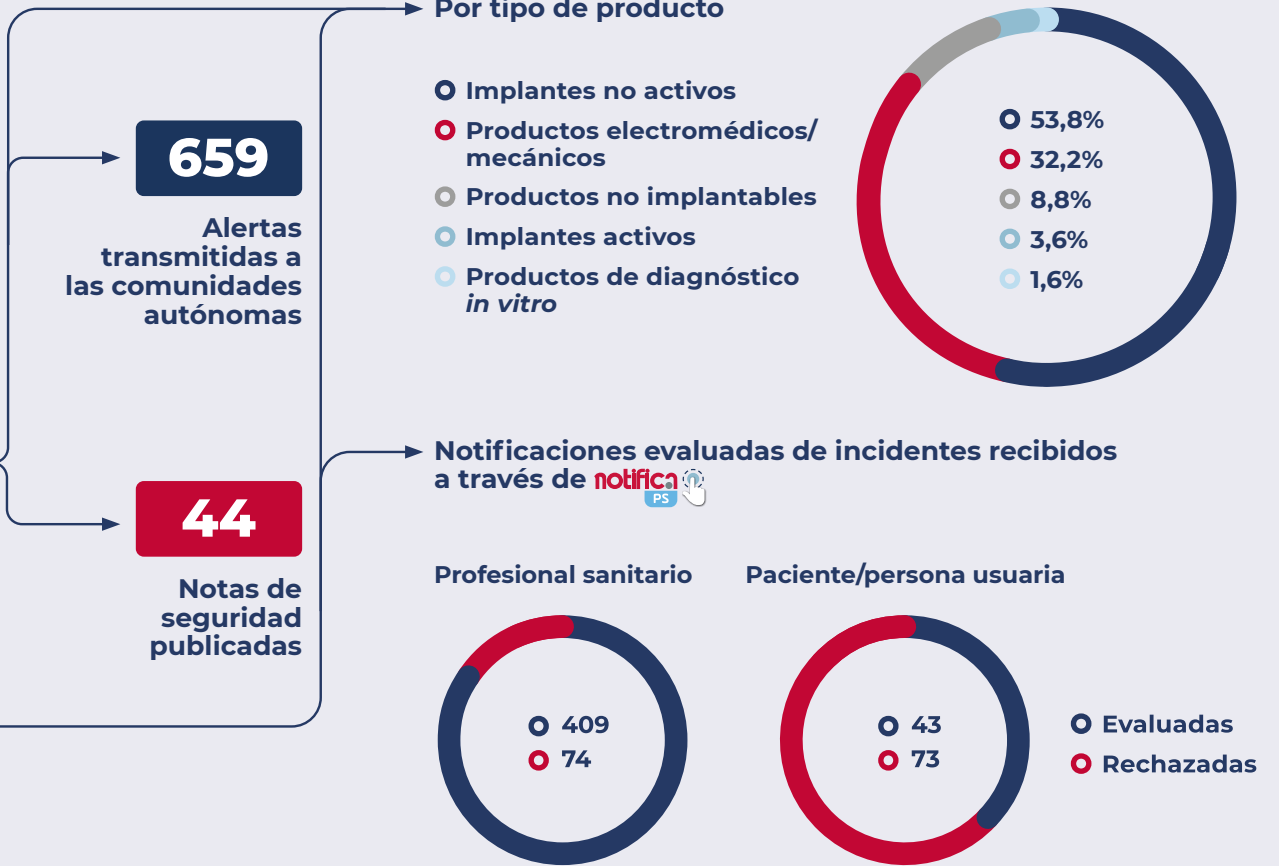 659
Alertas
transmitidas a
las comunidades
autónomas
44
Notas de
seguridad
publicadas
Por tipo de producto
Implantes no activos
Productos electromédicos/
mecánicos
Productos no implantables
Implantes activos
Productos de diagnóstico
in vitro
53,8%
32,2%
8,8%
3,6%
1,6%
Notificaciones evaluadas de incidentes recibidos
a través de notifica
PS
Profesional sanitario
409
74
Paciente/persona usuaria
43
73
Evaluadas
Rechazadas